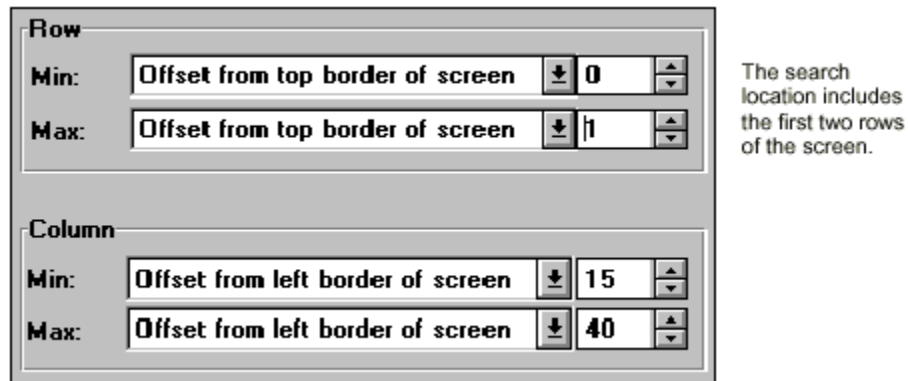 Row
Min: Offset from top border of screen 0
Max: Offset from top border of screen 1
Column
Min: Offset from left border of screen 15
Max: Offset from left border of screen 40
The search
location includes
the first two rows
of the screen.